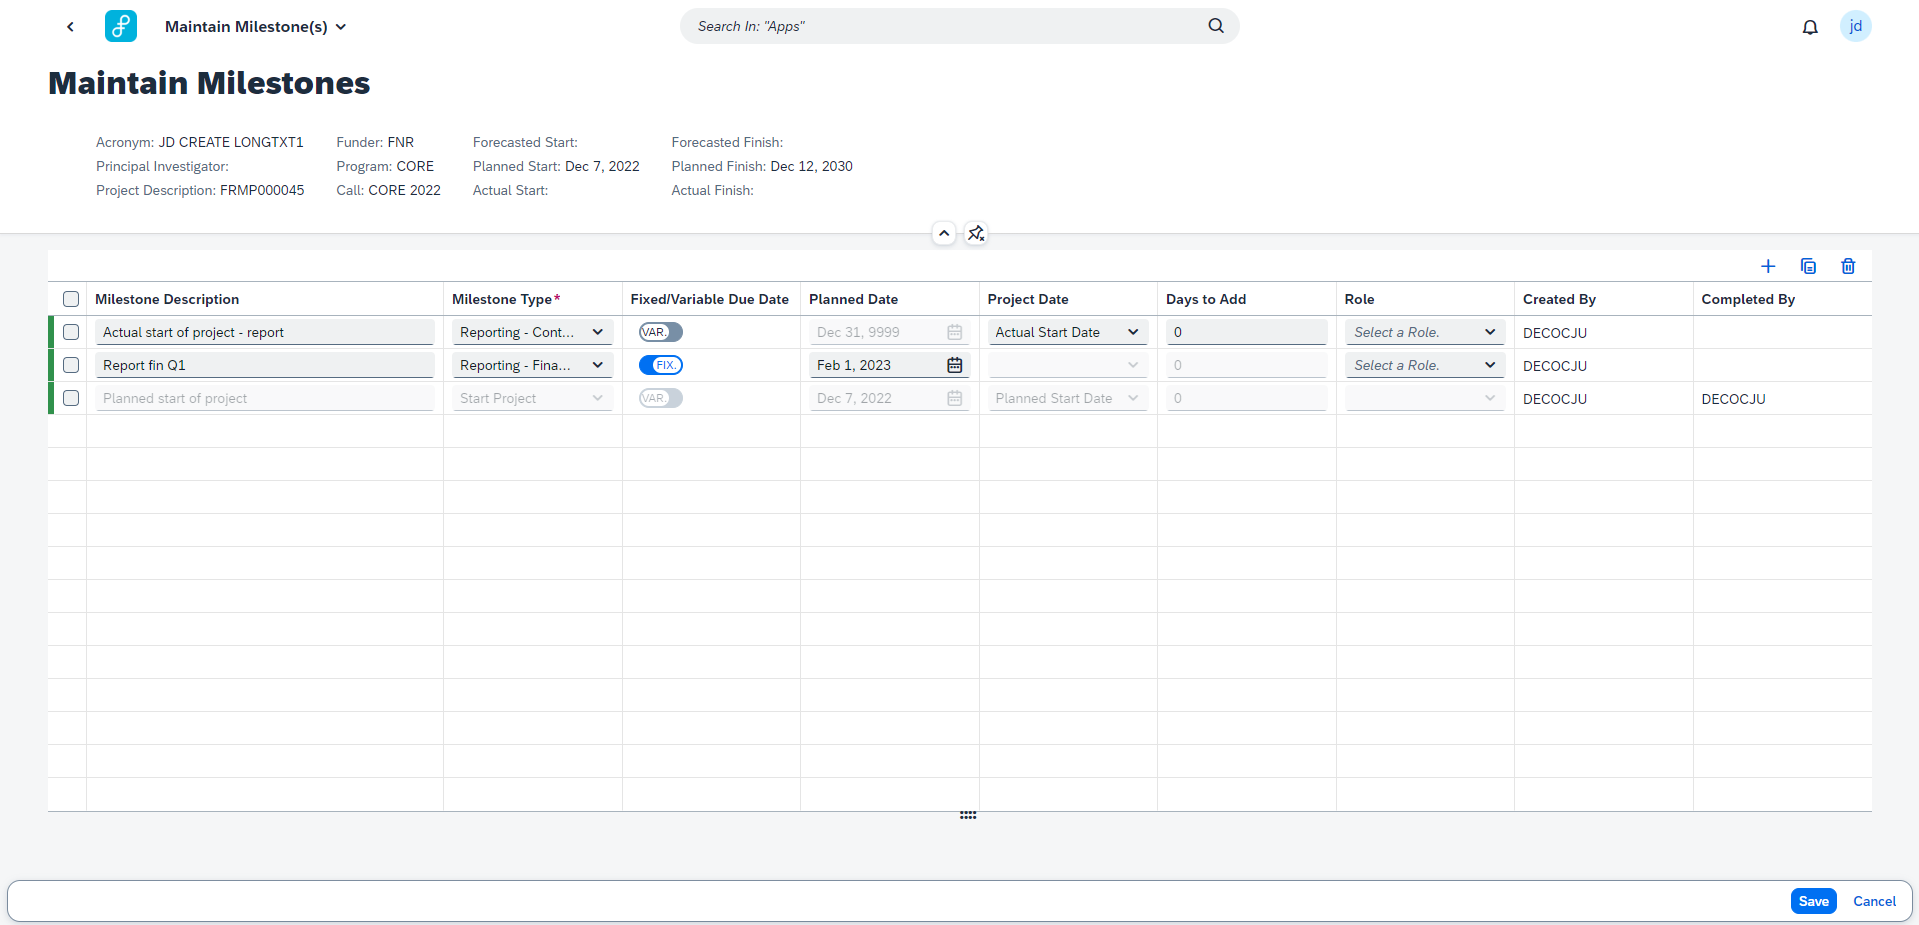 Maintain Milestone(s)
Search In: "Apps"
jd
Maintain Milestones
Acronym: JD CREATE LONGTXT1 Funder: FNR Forecasted Start: Forecasted Finish:
Principal Investigator: Program: CORE Planned Start: Dec 7, 2022 Planned Finish: Dec 12, 2030
Project Description: FRMP000045 Call: CORE 2022 Actual Start: Actual Finish:
Milestone Description Milestone Type* Fixed/Variable Due Date Planned Date Project Date Days to Add Role Created By Completed By
Actual start of project - report Reporting - Cont... VAR. Dec 31, 9999 Actual Start Date 0 Select a Role. DECOCJU
Report fin Q1 Reporting - Fina... FIX. Feb 1, 2023 0 Select a Role. DECOCJU
Planned start of project Start Project VAR. Dec 7, 2022 Planned Start Date 0 DECOCJU DECOCJU
Save Cancel